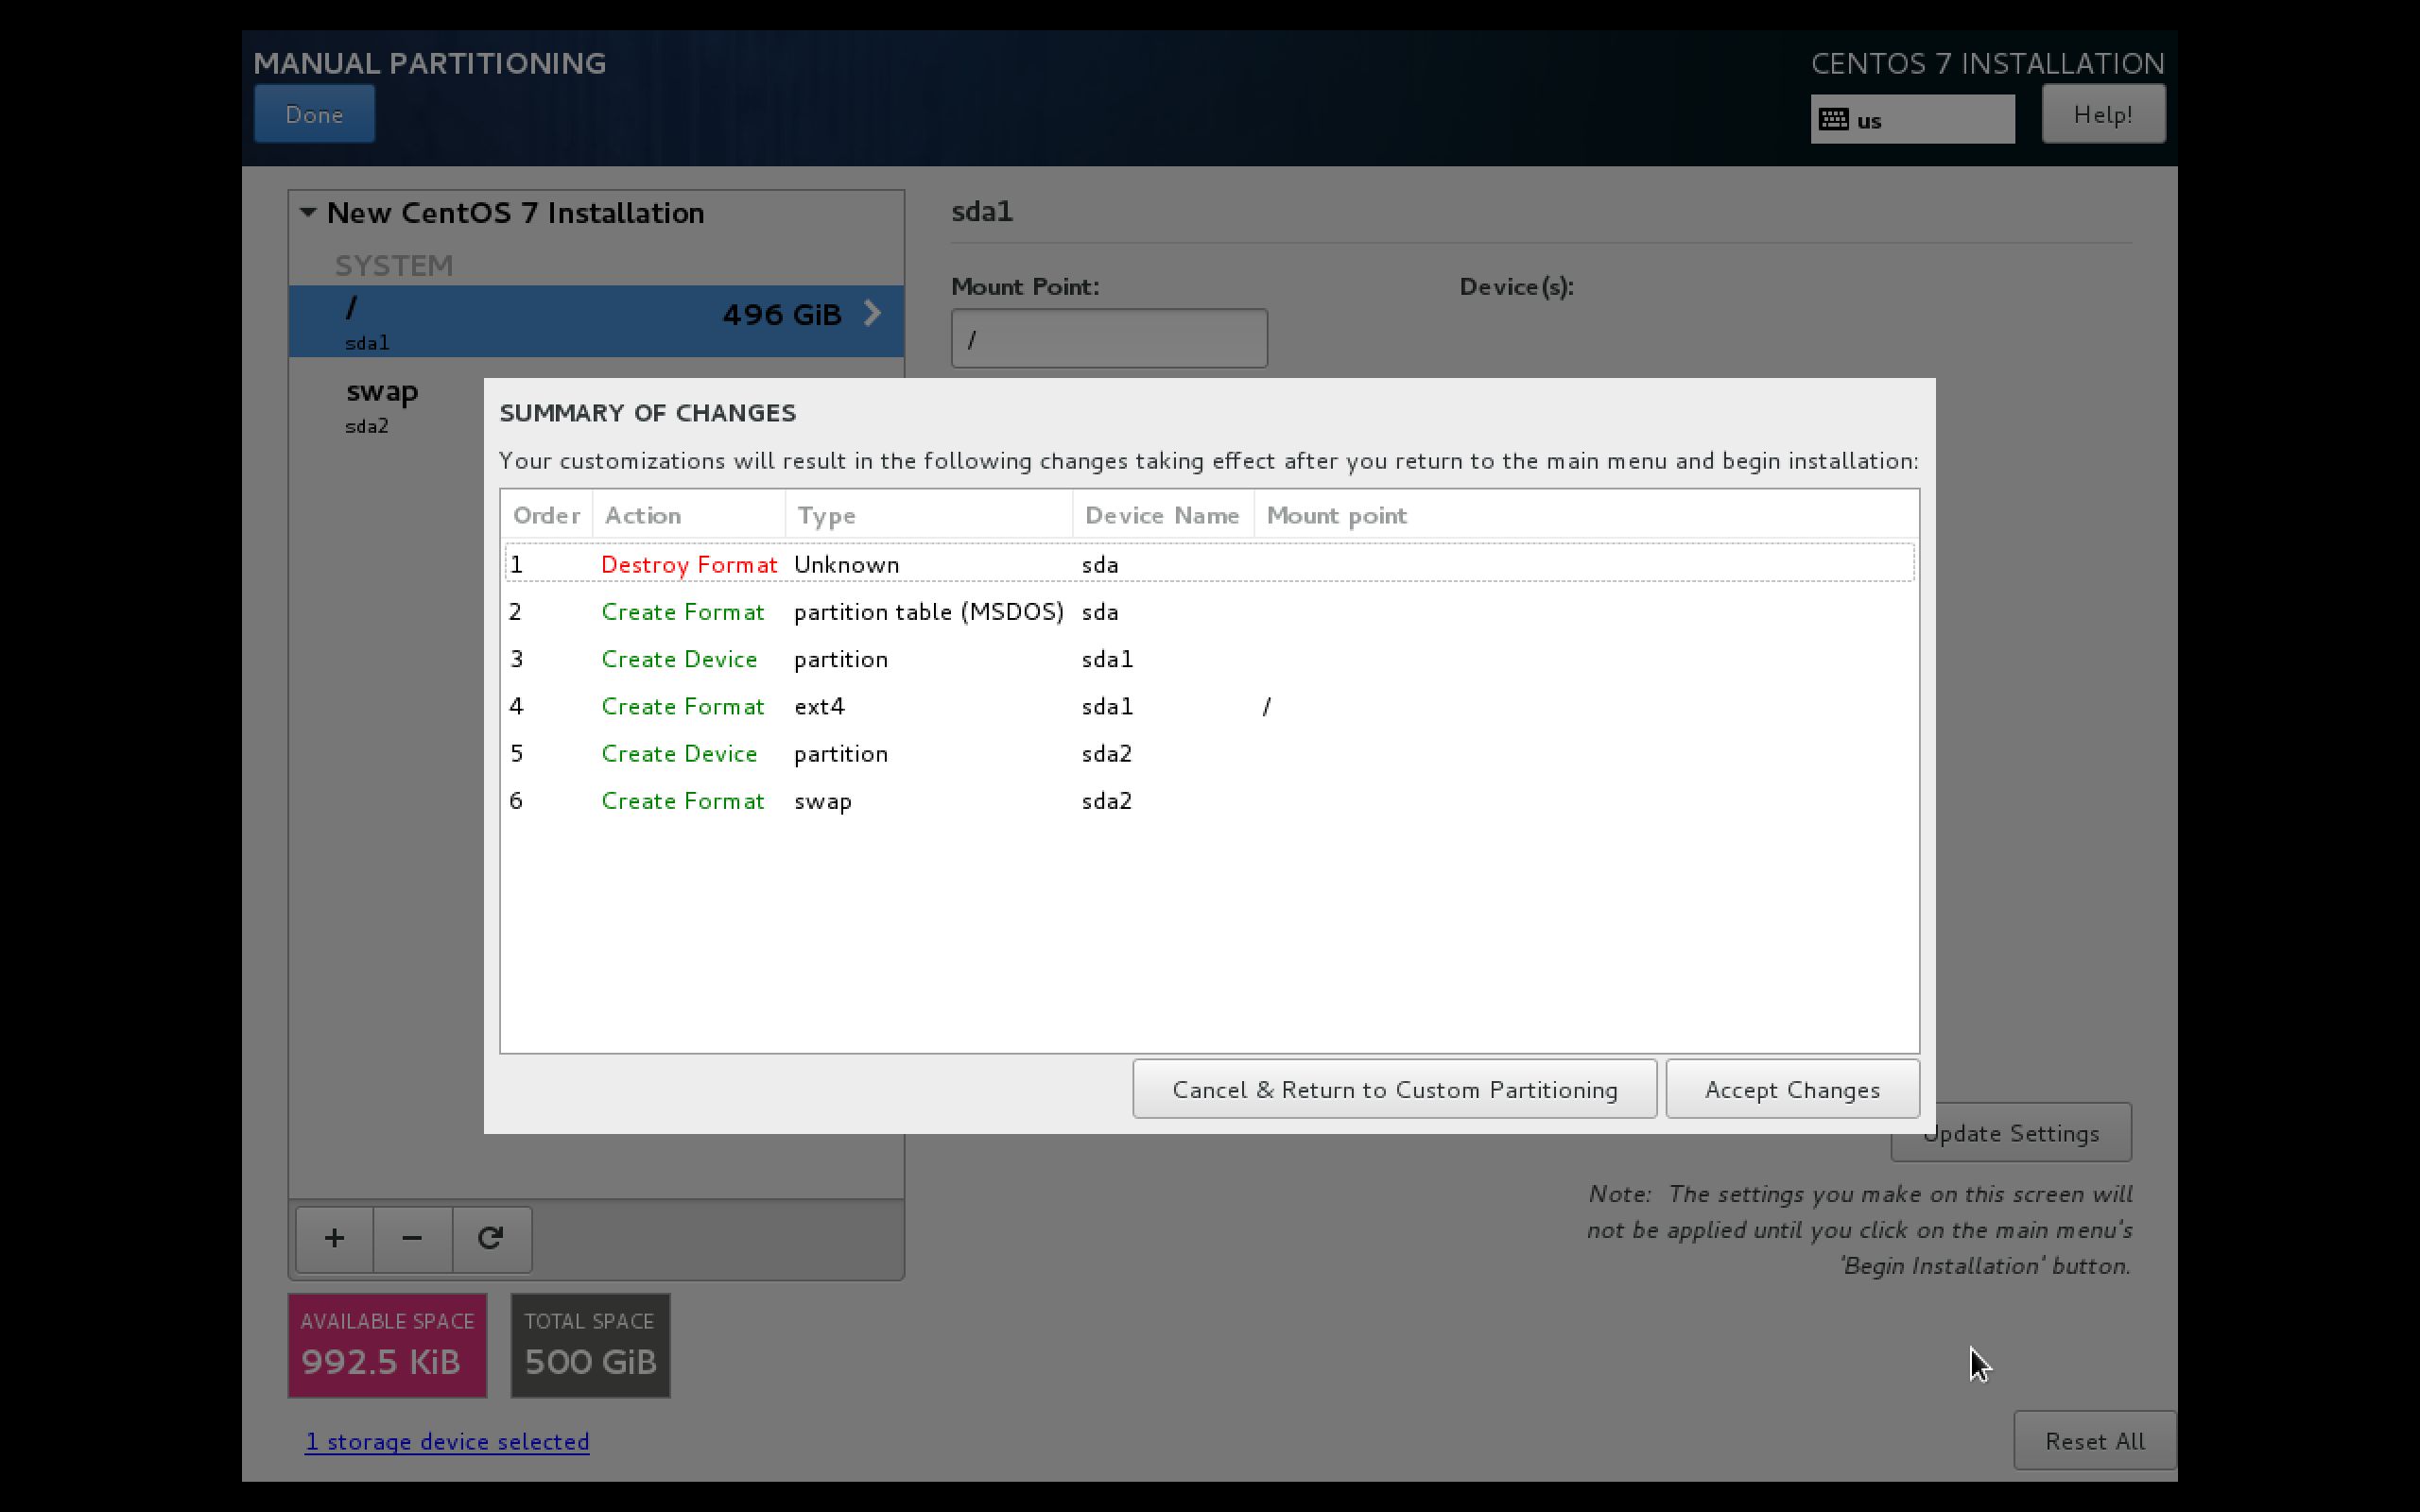 MANUAL PARTITIONING
CENTOS 7 INSTALLATION
Done
us
Help!
New CentOS 7 Installation
SYSTEM
/
496 GiB
sda1
swap
sda2
sda1
Mount Point:
Device(s):
/
SUMMARY OF CHANGES
Your customizations will result in the following changes taking effect after you return to the main menu and begin installation:
Order Action Type Device Name Mount point
1 Destroy Format Unknown sda
2 Create Format partition table (MSDOS) sda
3 Create Device partition sda1
4 Create Format ext4 sda1 /
5 Create Device partition sda2
6 Create Format swap sda2
Cancel & Return to Custom Partitioning
Accept Changes
Update Settings
Note: The settings you make on this screen will
not be applied until you click on the main menu's
'Begin Installation' button.
+ −
AVAILABLE SPACE
992.5 KiB
TOTAL SPACE
500 GiB
1 storage device selected
Reset All